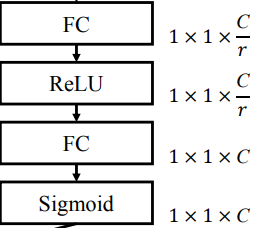 FC 1 × 1 × C/r
ReLU 1 × 1 × C/r
FC 1 × 1 × C
Sigmoid 1 × 1 × C